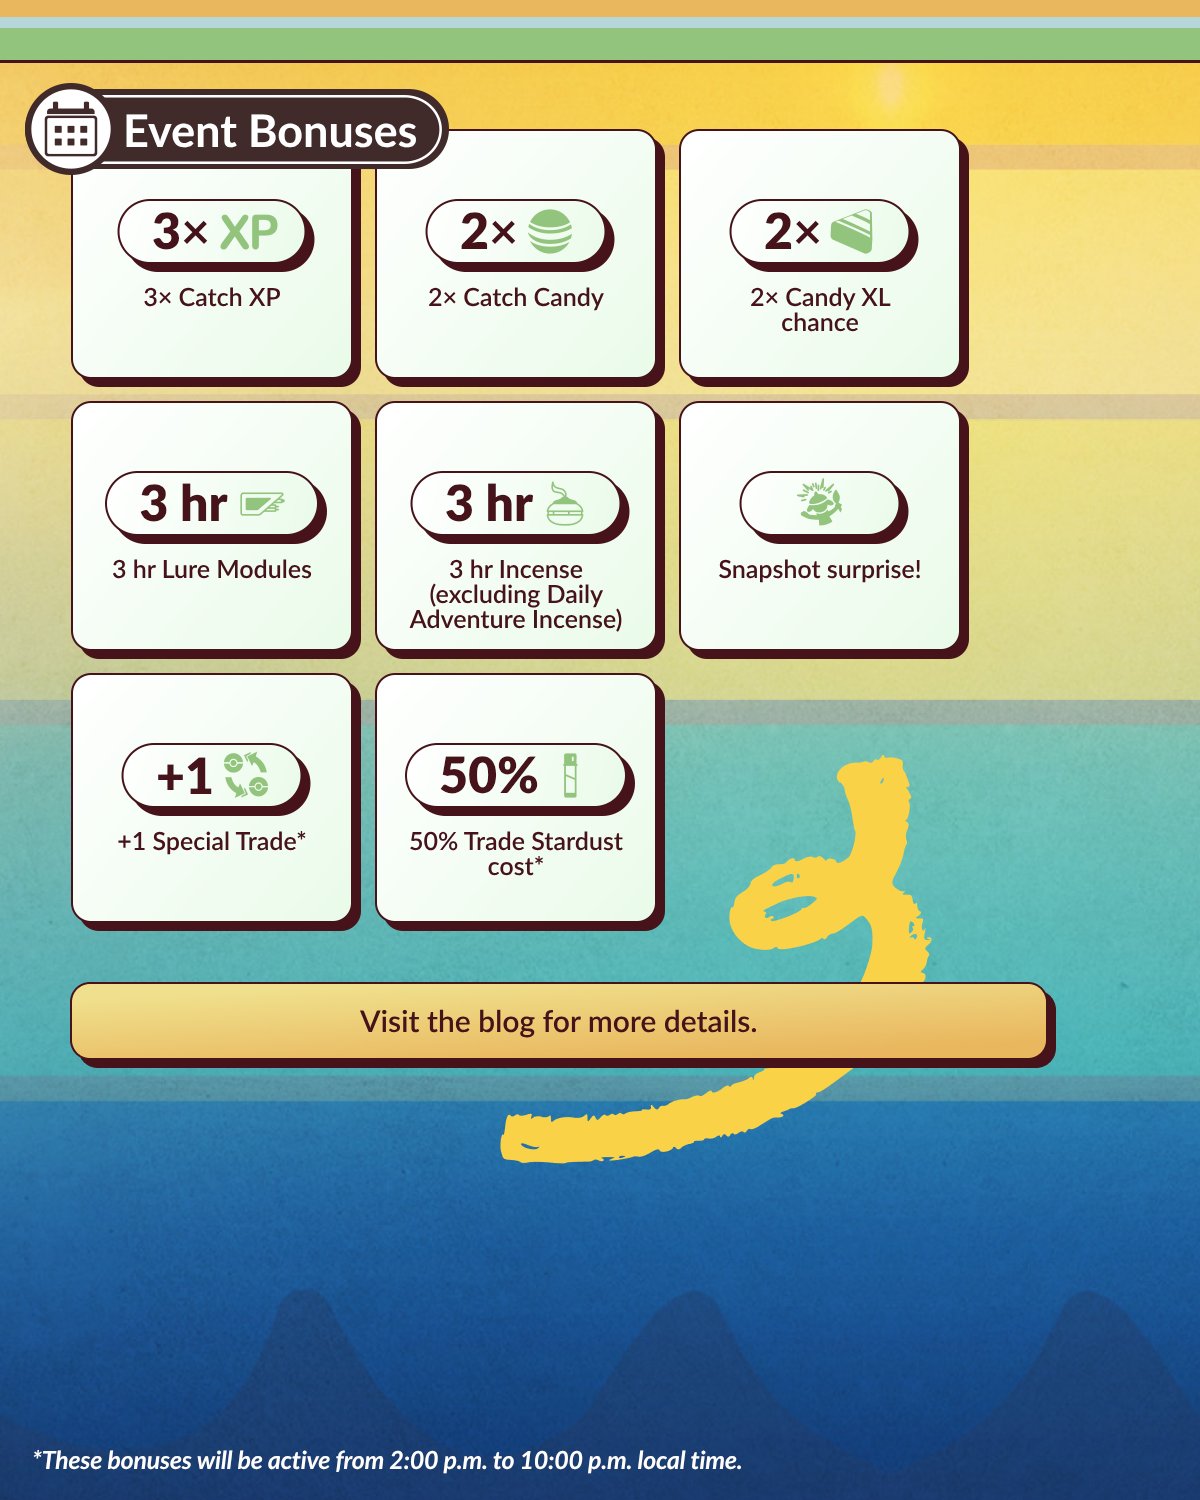 Event Bonuses
3× XP
3× Catch XP
2×
2× Catch Candy
2×
2× Candy XL
chance
3 hr
3 hr Lure Modules
3 hr
3 hr Incense
(excluding Daily
Adventure Incense)
Snapshot surprise!
+1
+1 Special Trade*
50%
50% Trade Stardust
cost*
Visit the blog for more details.
*These bonuses will be active from 2:00 p.m. to 10:00 p.m. local time.